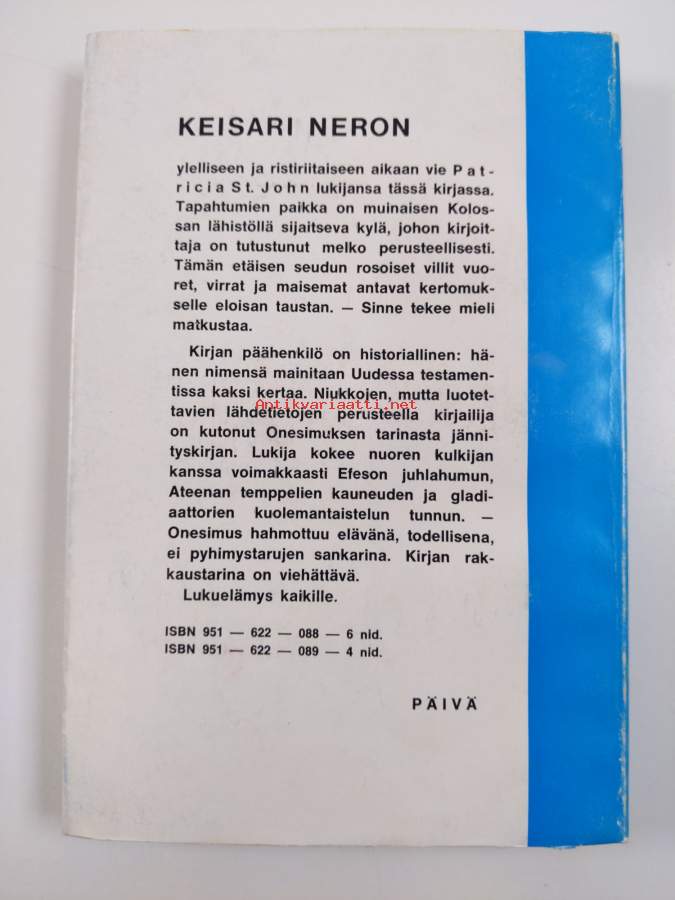 KEISARI NERON
ylelliseen ja ristiriitaiseen aikaan vie Pat-
ricia St. John lukijansa tässä kirjassa.
Tapahtumien paikka on muinaisen Kolos-
san lähistöllä sijaitseva kylä, johon kirjoit-
taja on tutustunut melko perusteellisesti.
Tämän etäisen seudun rosoiset villit vuo-
ret, virrat ja maisemat antavat kertomuk-
selle eloisan taustan. — Sinne tekee mieli
matkustaa.
Kirjan päähenkilö on historiallinen: hä-
nen nimensä mainitaan Uudessa testamen-
tissa kaksi kertaa. Niukkojen, mutta luotet-
Antikvariaatti.net
tavien lähdetietojen perusteella kirjailija
on kutonut Onesimuksen tarinasta jänni-
tyskirjan. Lukija kokee nuoren kulkijan
kanssa voimakkaasti Efeson juhlahumun,
Ateenan temppelien kauneuden ja gladi-
aattorien kuolemantaistelun tunnun. —
Onesimus hahmottuu elävänä, todellisena,
ei pyhimystarujen sankarina. Kirjan rak-
kaustarina on viehättävä.
Lukuelämys kaikille.
ISBN 951 — 622 — 088 — 6 nid.
ISBN 951 — 622 — 089 — 4 nid.
PÄIVÄ